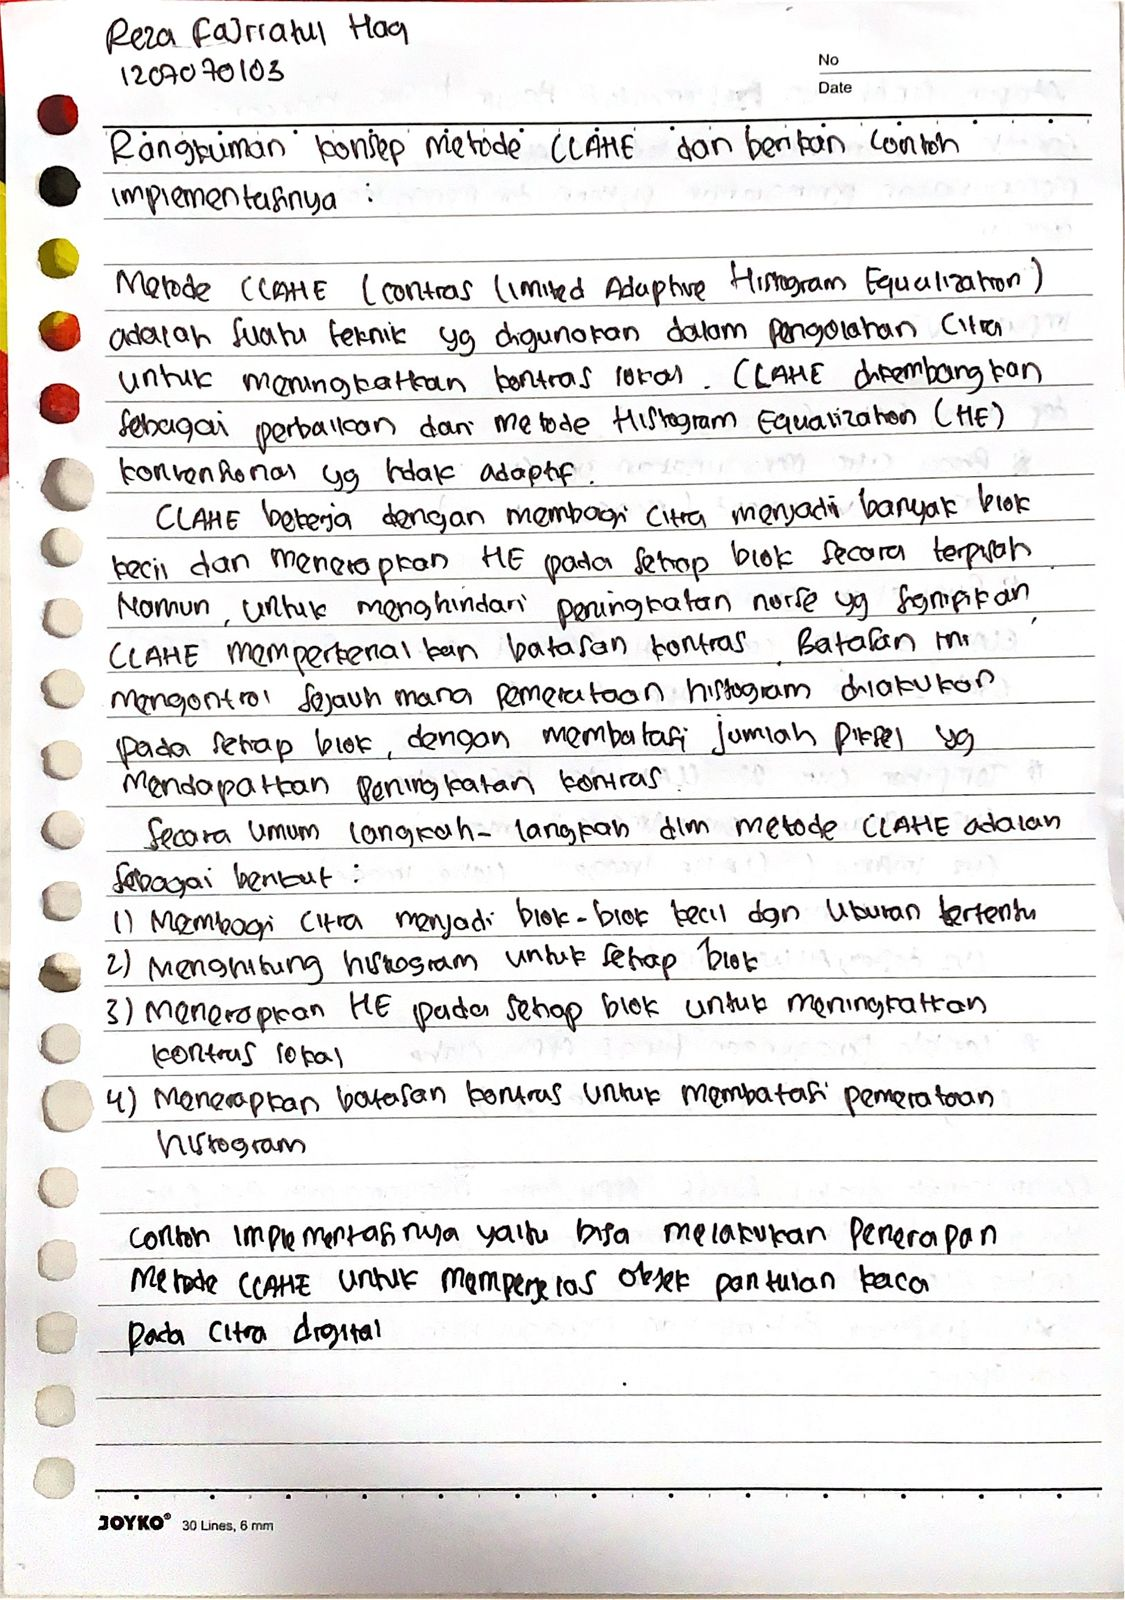 Reza Fajrratul Haq
1207070103
No
Date
Rangkuman konsep metode CLAHE dan berikan contoh
implementasinya :
Metode CLAHE (contras Limited Adaptive Histogram Equalization)
adalah suatu teknik yg digunakan dalam pengolahan citra
untuk meningkatkan kontras lokal. CLAHE dikembangkan
sebagai perbaikan dari metode Histogram Equalization (HE)
konvensional yg tidak adaptif.
CLAHE bekerja dengan membagi citra menjadi banyak blok
kecil dan menerapkan HE pada setiap blok secara terpisah.
Namun, untuk menghindari peningkatan noise yg signifikan,
CLAHE memperkenalkan batasan kontras. Batasan ini
mengontrol sejauh mana pemerataan histogram dilakukan
pada setiap blok, dengan membatasi jumlah piksel yg
mendapatkan peningkatan kontras.
Secara umum langkah-langkah dlm metode CLAHE adalah
sebagai berikut :
1) Membagi citra menjadi blok-blok kecil dgn ukuran tertentu
2) Menghitung histogram untuk setiap blok
3) Menerapkan HE pada setiap blok untuk meningkatkan
kontras lokal
4) Menerapkan batasan kontras untuk membatasi pemerataan
histogram
contoh implementasinya yaitu bisa melakukan penerapan
Metode CLAHE untuk memperjelas objek pantulan kaca
pada citra digital
JOYKO® 30 Lines, 6 mm